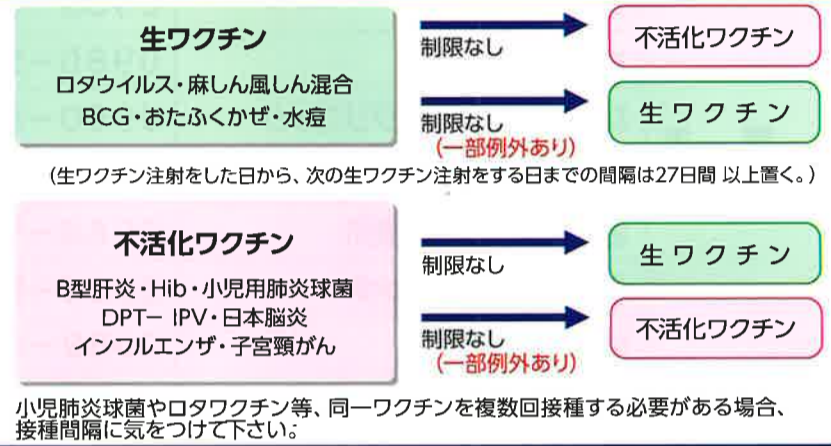 生ワクチン
ロタウイルス・麻しん風しん混合
BCG・おたふくかぜ・水痘
制限なし
不活化ワクチン
制限なし
(一部例外あり)
生ワクチン
(生ワクチン注射をした日から、次の生ワクチン注射をする日までの間隔は27日間 以上置く。)
不活化ワクチン
B型肝炎・Hib・小児用肺炎球菌
DPT− IPV・日本脳炎
インフルエンザ・子宮頸がん
制限なし
生ワクチン
制限なし
(一部例外あり)
不活化ワクチン
小児肺炎球菌やロタワクチン等、同一ワクチンを複数回接種する必要がある場合、
接種間隔に気をつけて下さい。